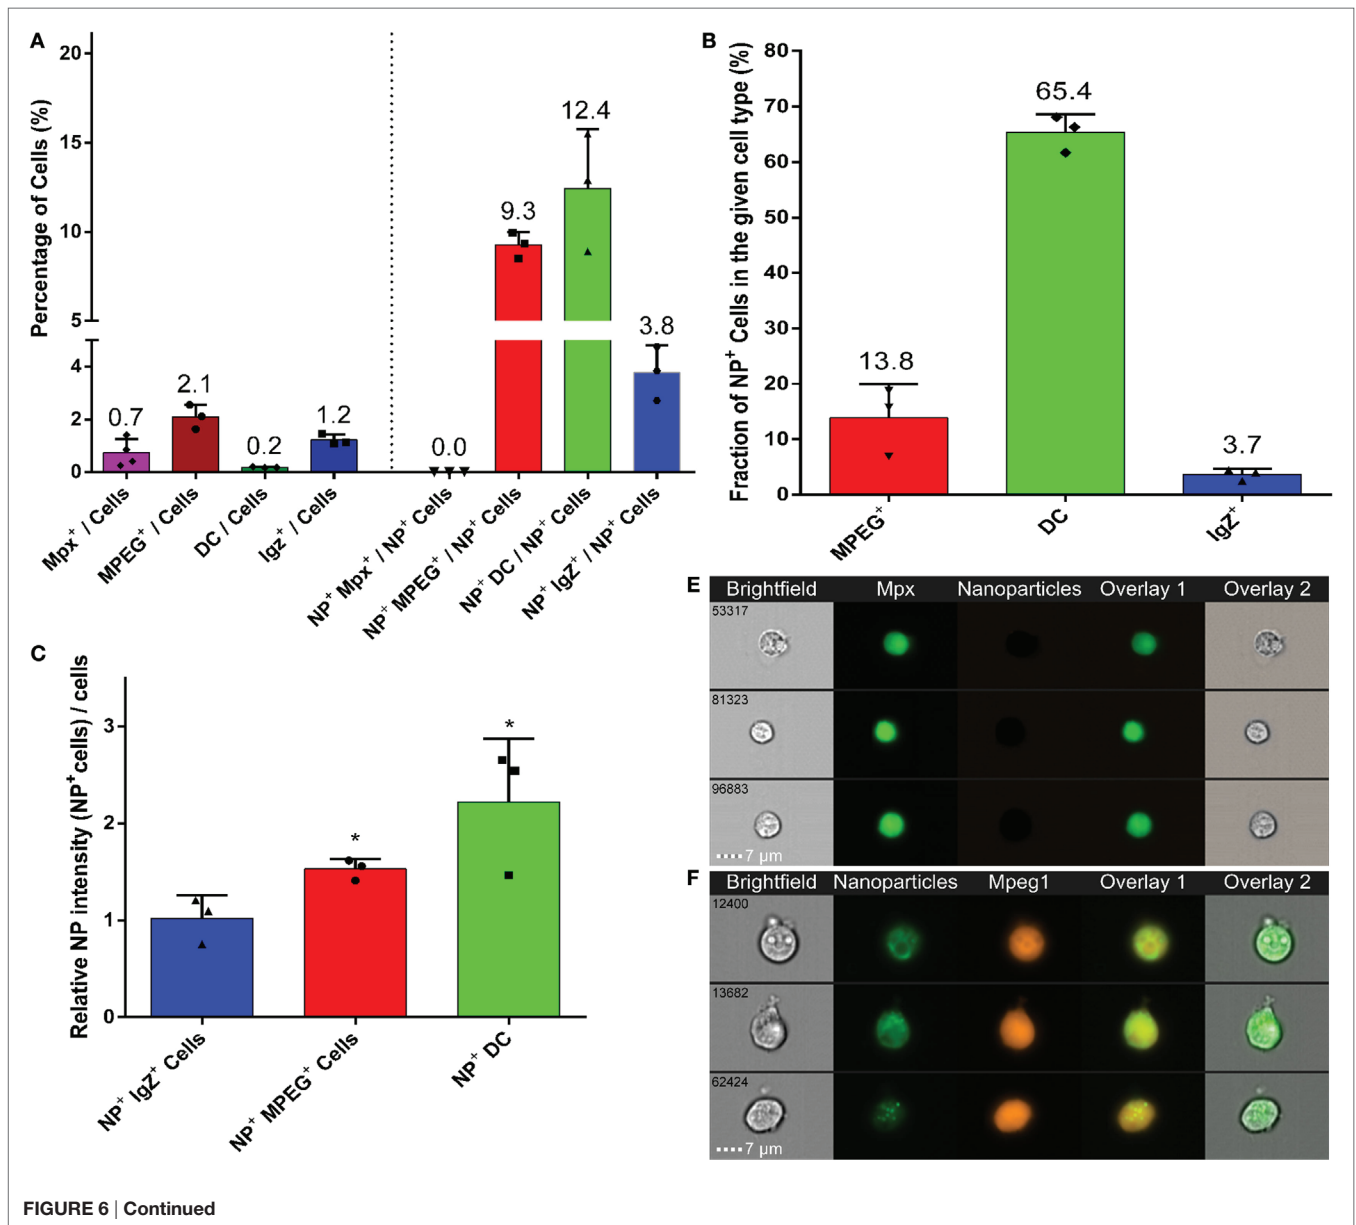 A
Percentage of Cells (%)
20
15
10
5
4
2
0
0.7
2.1
0.2
1.2
0.0
9.3
12.4
3.8
Mpx⁺ / Cells
MPEG⁺ / Cells
DC / Cells
IgZ⁺ / Cells
NP⁺ Mpx⁺ / NP⁺ Cells
NP⁺ MPEG⁺ / NP⁺ Cells
NP⁺ DC / NP⁺ Cells
NP⁺ IgZ⁺ / NP⁺ Cells
B
Fraction of NP⁺ Cells in the given cell type (%)
80
70
60
50
40
30
20
10
0
13.8
65.4
3.7
MPEG⁺
DC
IgZ⁺
C
Relative NP intensity (NP⁺cells) / cells
3
2
1
0
*
*
NP⁺ IgZ⁺ Cells
NP⁺ MPEG⁺ Cells
NP⁺ DC
E
Brightfield Mpx Nanoparticles Overlay 1 Overlay 2
53317
81323
96883
7 µm
F
Brightfield Nanoparticles Mpeg1 Overlay 1 Overlay 2
12400
13682
62424
7 µm
FIGURE 6 | Continued